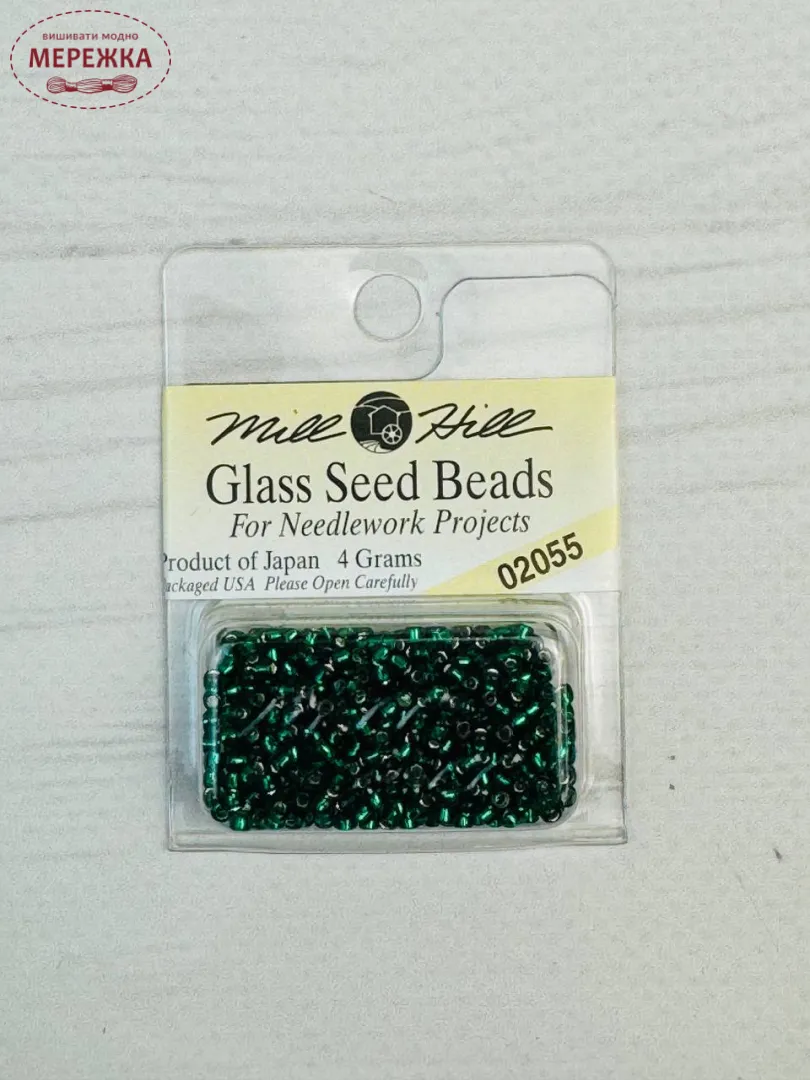 вишивати модно
МЕРЕЖКА
Mill Hill
Glass Seed Beads
For Needlework Projects
Product of Japan 4 Grams
ackaged USA Please Open Carefully
02055